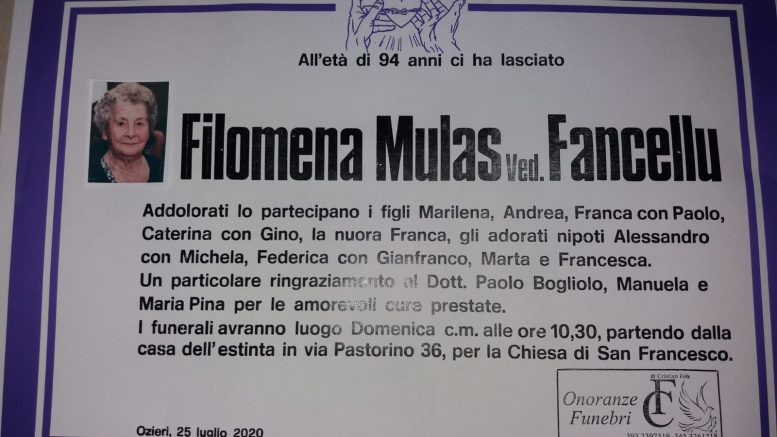 All'età di 94 anni ci ha lasciato
Filomena Mulas Ved. Fancellu
Addolorati lo partecipano i figli Marilena, Andrea, Franca con Paolo,
Caterina con Gino, la nuora Franca, gli adorati nipoti Alessandro
con Michela, Federica con Gianfranco, Marta e Francesca.
Un particolare ringraziamento al Dott. Paolo Bogliolo, Manuela e
Maria Pina per le amorevoli cure prestate.
I funerali avranno luogo Domenica c.m. alle ore 10,30, partendo dalla
casa dell'estinta in via Pastorino 36, per la Chiesa di San Francesco.
di Cristian Fois
Onoranze
Funebri
CF
Ozieri, 25 luglio 2020